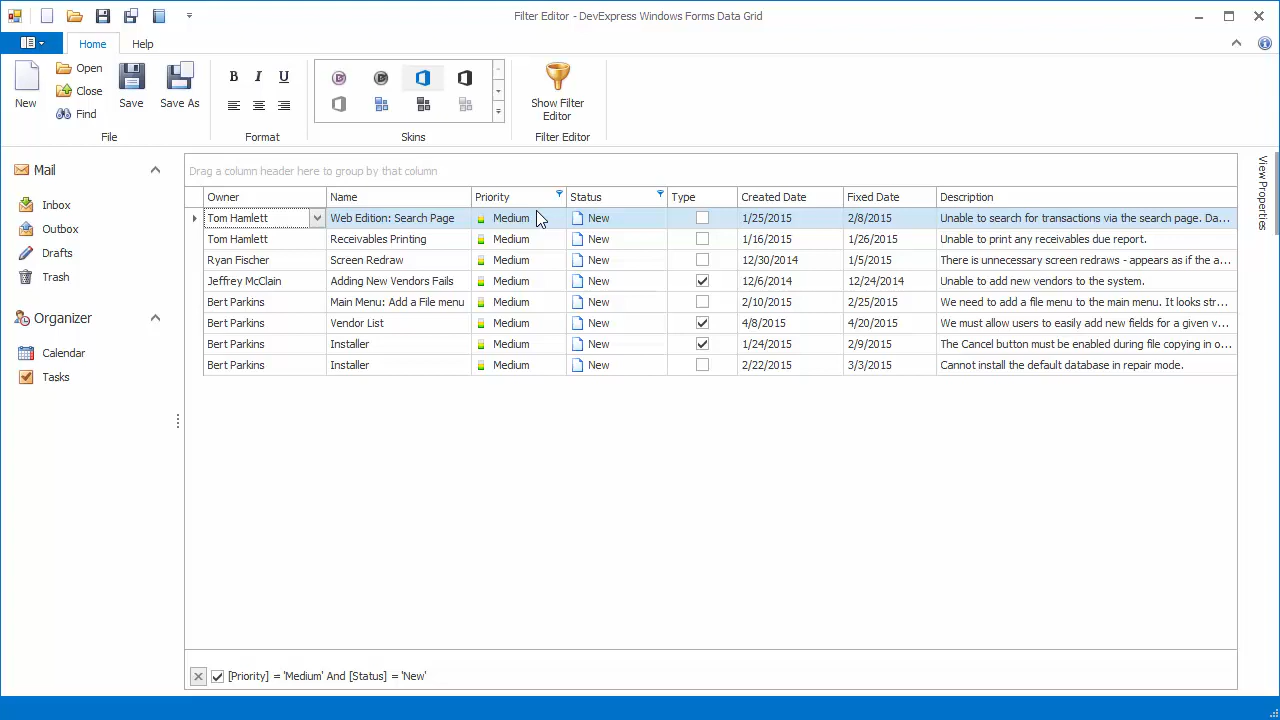 Filter Editor - DevExpress Windows Forms Data Grid
Home Help
New
Open
Close
Find
Save
Save As
File
B I U
Format
Skins
Show Filter
Editor
Filter Editor
Mail
Inbox
Outbox
Drafts
Trash
Organizer
Calendar
Tasks
Drag a column header here to group by that column
Owner Name Priority Status Type Created Date Fixed Date Description
Tom Hamlett Web Edition: Search Page Medium New 1/25/2015 2/8/2015 Unable to search for transactions via the search page. Da...
Tom Hamlett Receivables Printing Medium New 1/16/2015 1/26/2015 Unable to print any receivables due report.
Ryan Fischer Screen Redraw Medium New 12/30/2014 1/5/2015 There is unnecessary screen redraws - appears as if the a...
Jeffrey McClain Adding New Vendors Fails Medium New 12/6/2014 12/24/2014 Unable to add new vendors to the system.
Bert Parkins Main Menu: Add a File menu Medium New 2/10/2015 2/25/2015 We need to add a file menu to the main menu. It looks str...
Bert Parkins Vendor List Medium New 4/8/2015 4/20/2015 We must allow users to easily add new fields for a given v...
Bert Parkins Installer Medium New 1/24/2015 2/9/2015 The Cancel button must be enabled during file copying in o...
Bert Parkins Installer Medium New 2/22/2015 3/3/2015 Cannot install the default database in repair mode.
[Priority] = 'Medium' And [Status] = 'New'
View Properties